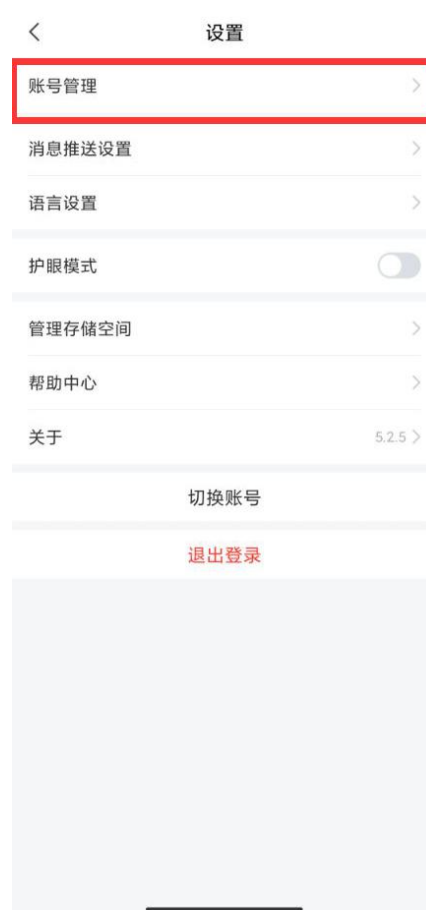 设置
账号管理
消息推送设置
语言设置
护眼模式
管理存储空间
帮助中心
关于 5.2.5
切换账号
退出登录